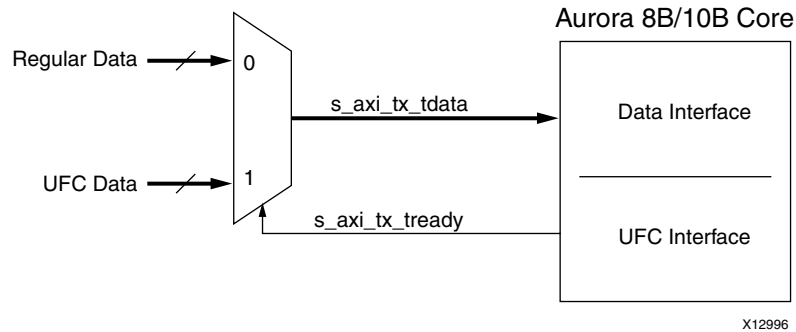 Aurora 8B/10B Core
Regular Data
0
s_axi_tx_tdata
Data Interface
UFC Data
1
s_axi_tx_tready
UFC Interface
X12996